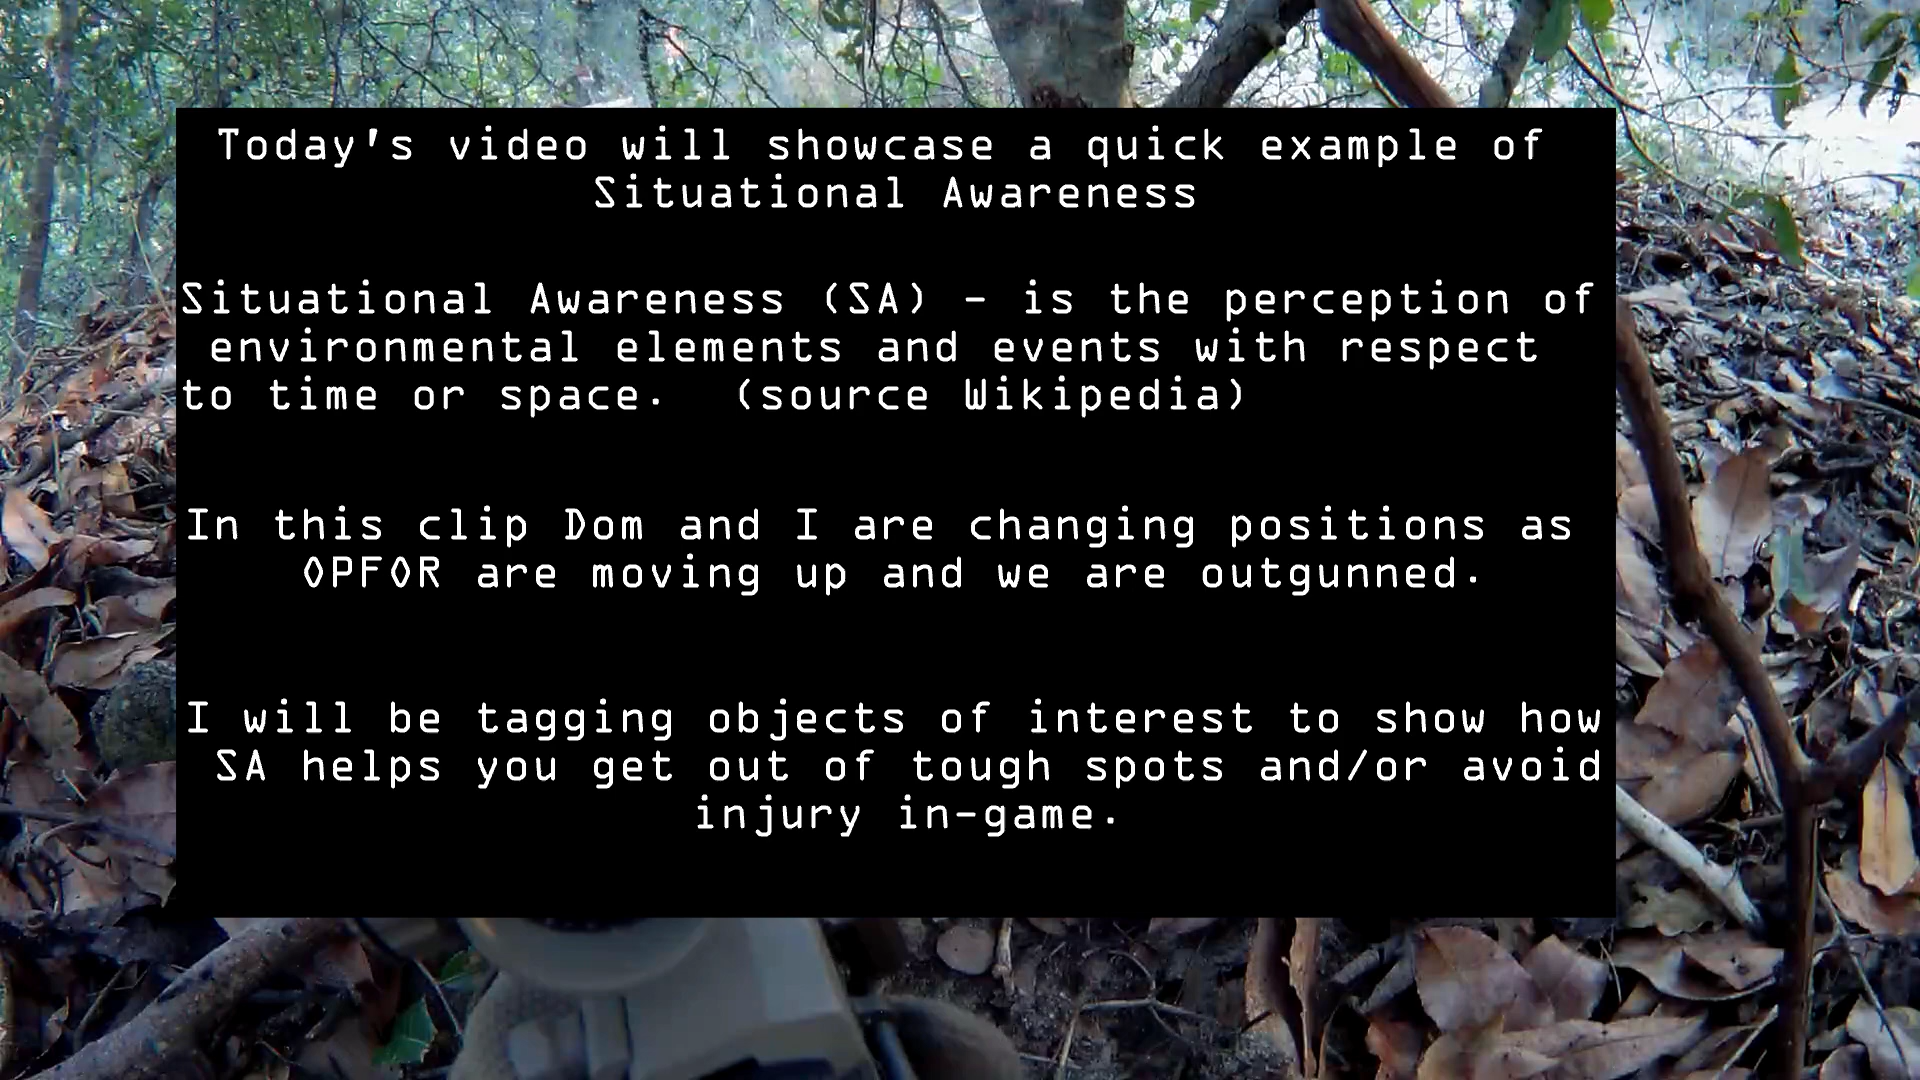 Today's video will showcase a quick example of
Situational Awareness
Situational Awareness (SA) - is the perception of
environmental elements and events with respect
to time or space. (source Wikipedia)
In this clip Dom and I are changing positions as
OPFOR are moving up and we are outgunned.
I will be tagging objects of interest to show how
SA helps you get out of tough spots and/or avoid
injury in-game.